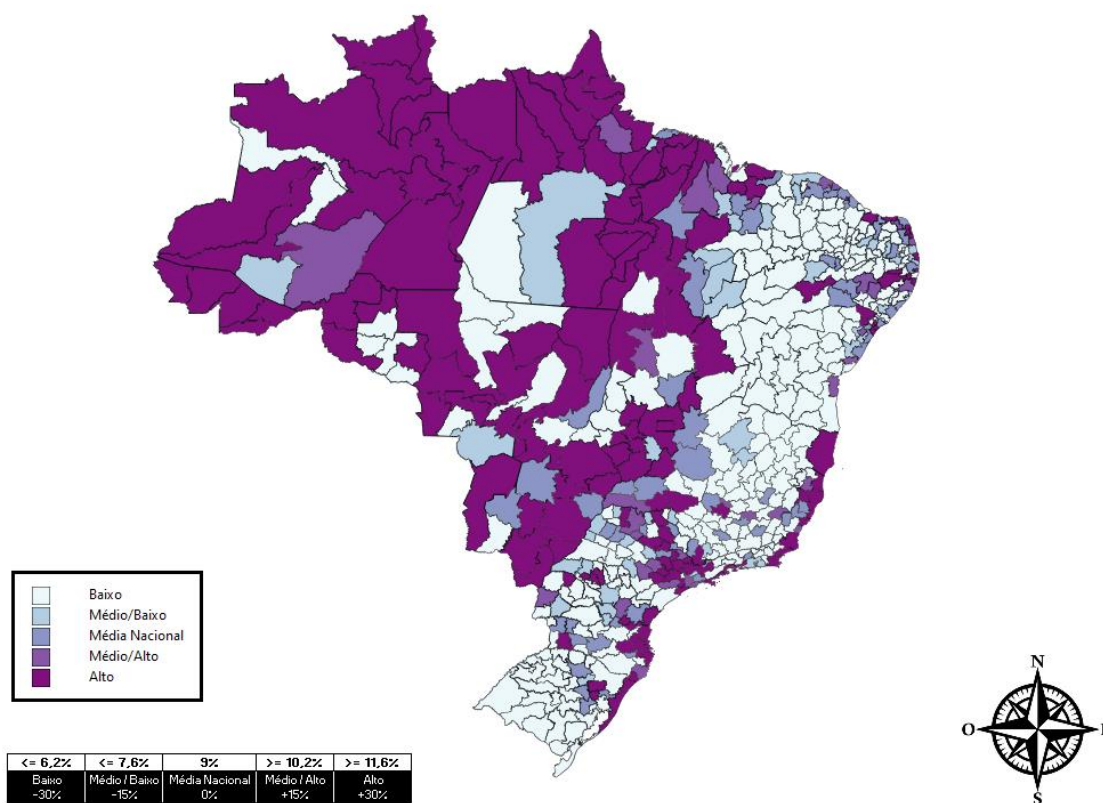 Baixo
Médio/Baixo
Média Nacional
Médio/Alto
Alto
N
O
S
<= 6,2% <= 7,6% 9% >= 10,2% >= 11,6%
Baixo Médio / Baixo Média Nacional Médio / Alto Alto
-30% -15% 0% +15% +30%